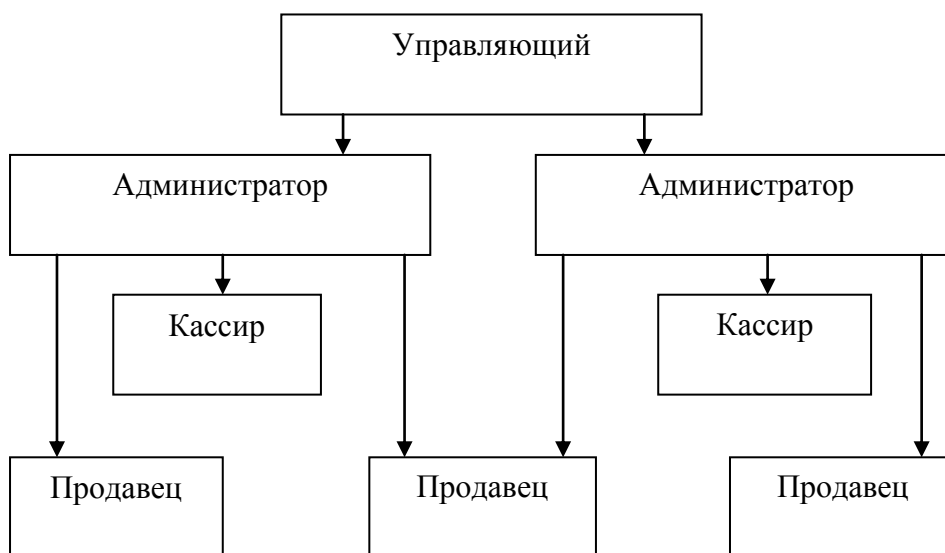 Управляющий
Администратор
Администратор
Кассир
Кассир
Продавец
Продавец
Продавец